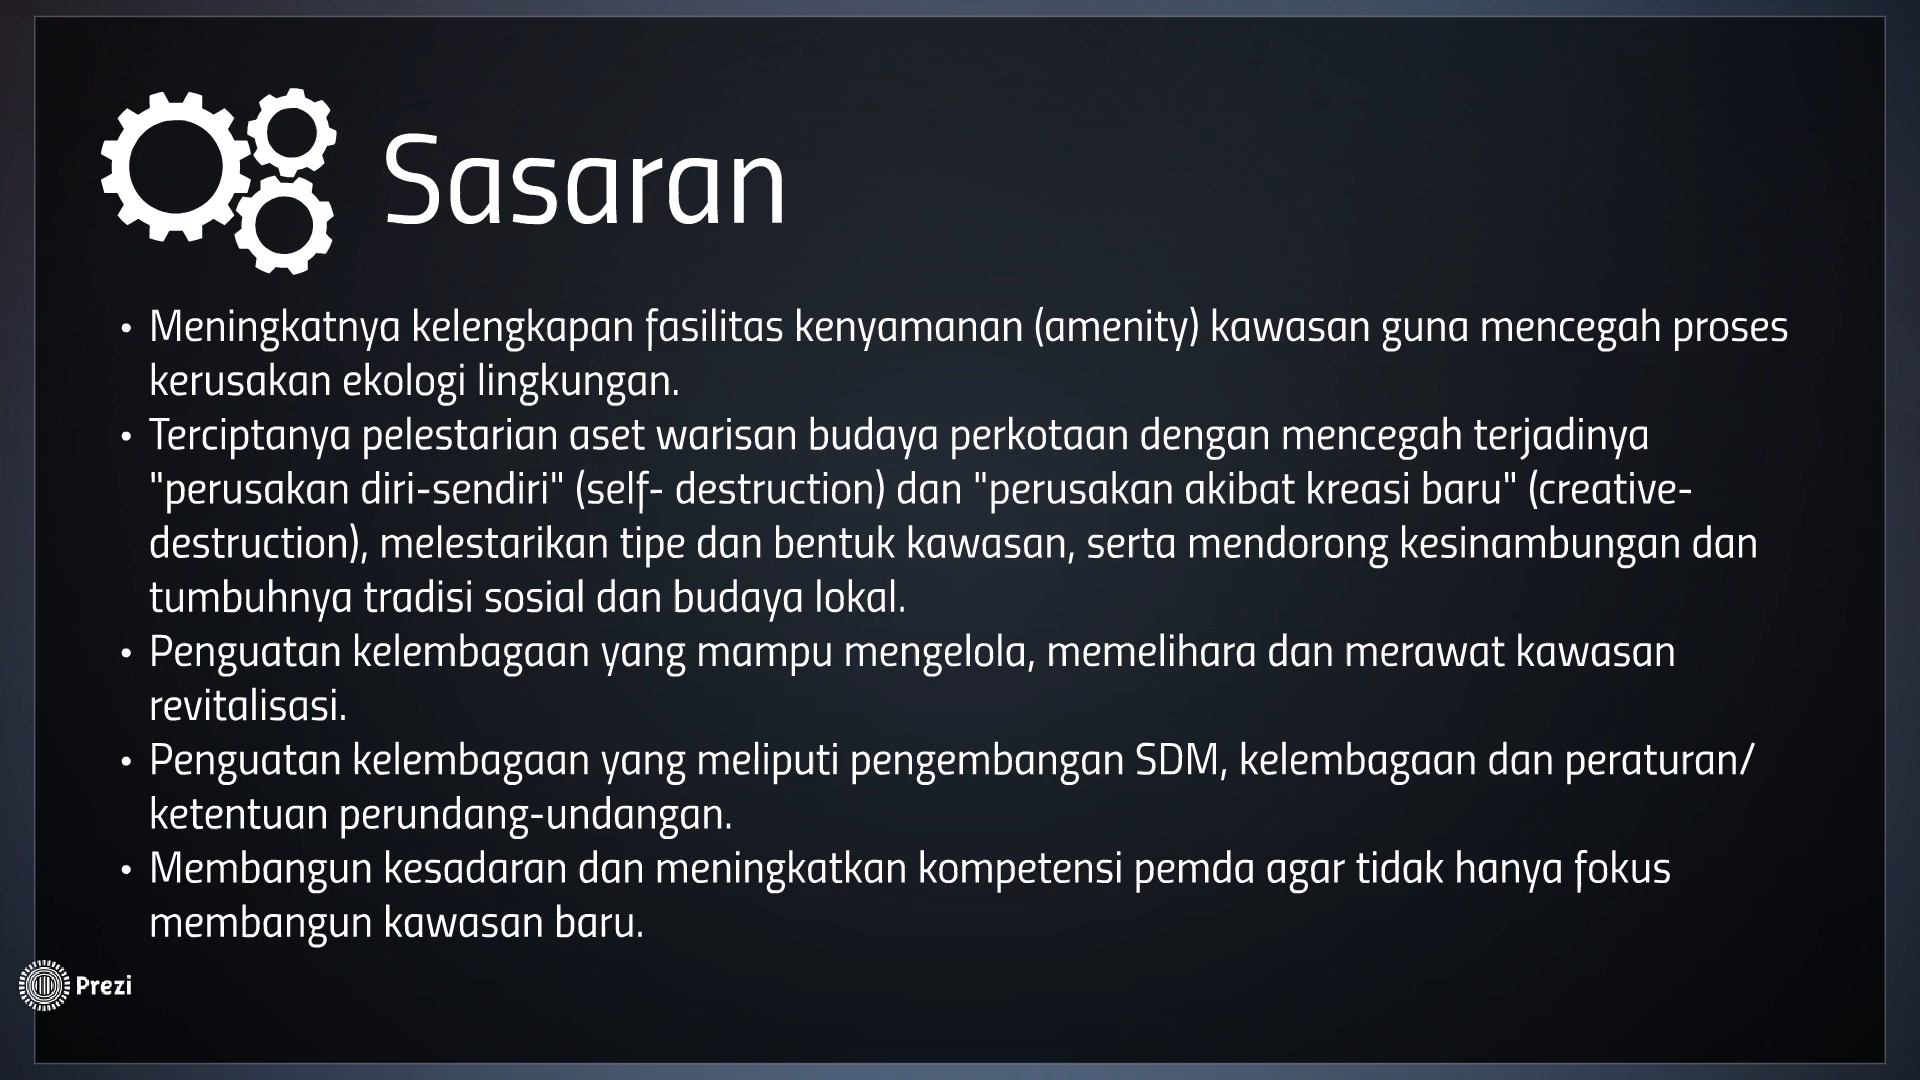 Sasaran
• Meningkatnya kelengkapan fasilitas kenyamanan (amenity) kawasan guna mencegah proses
kerusakan ekologi lingkungan.
• Terciptanya pelestarian aset warisan budaya perkotaan dengan mencegah terjadinya
"perusakan diri-sendiri" (self- destruction) dan "perusakan akibat kreasi baru" (creative-
destruction), melestarikan tipe dan bentuk kawasan, serta mendorong kesinambungan dan
tumbuhnya tradisi sosial dan budaya lokal.
• Penguatan kelembagaan yang mampu mengelola, memelihara dan merawat kawasan
revitalisasi.
• Penguatan kelembagaan yang meliputi pengembangan SDM, kelembagaan dan peraturan/
ketentuan perundang-undangan.
• Membangun kesadaran dan meningkatkan kompetensi pemda agar tidak hanya fokus
membangun kawasan baru.
Prezi